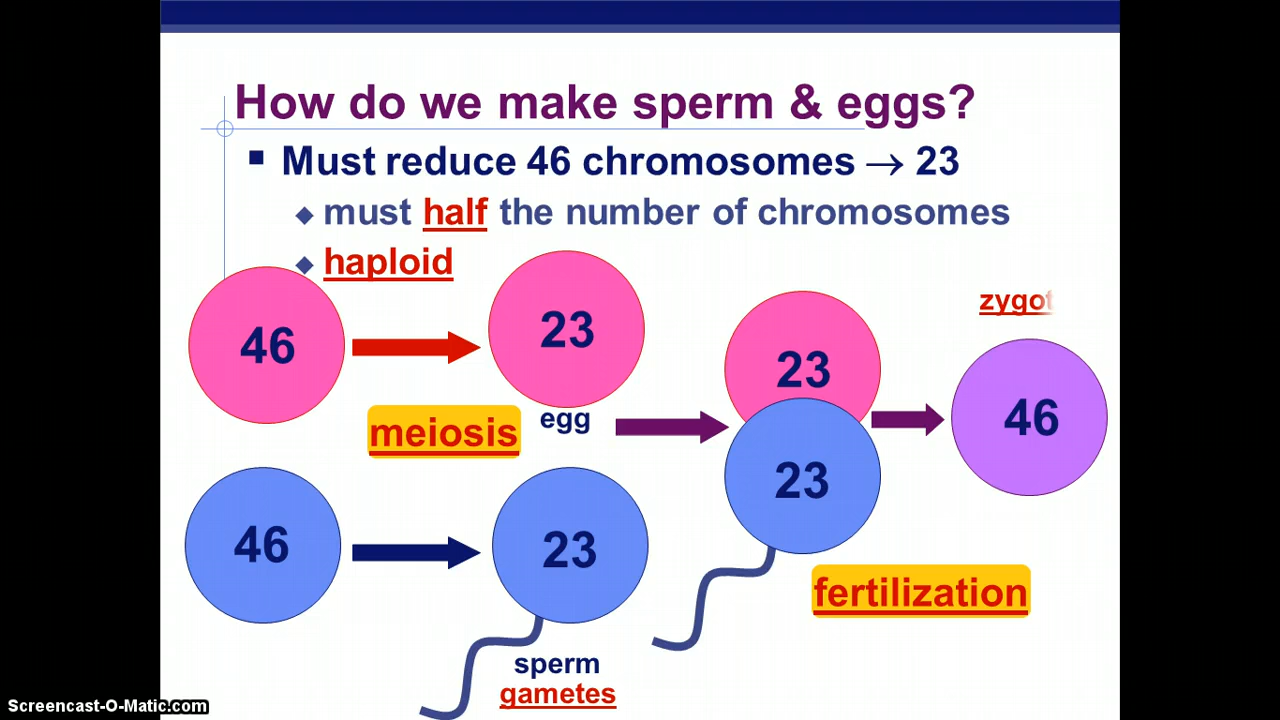 How do we make sperm & eggs?
■ Must reduce 46 chromosomes → 23
◆ must half the number of chromosomes
◆ haploid
46
23
23
zygot
46
meiosis
egg
23
46
23
fertilization
sperm
gametes
Screencast-O-Matic.com